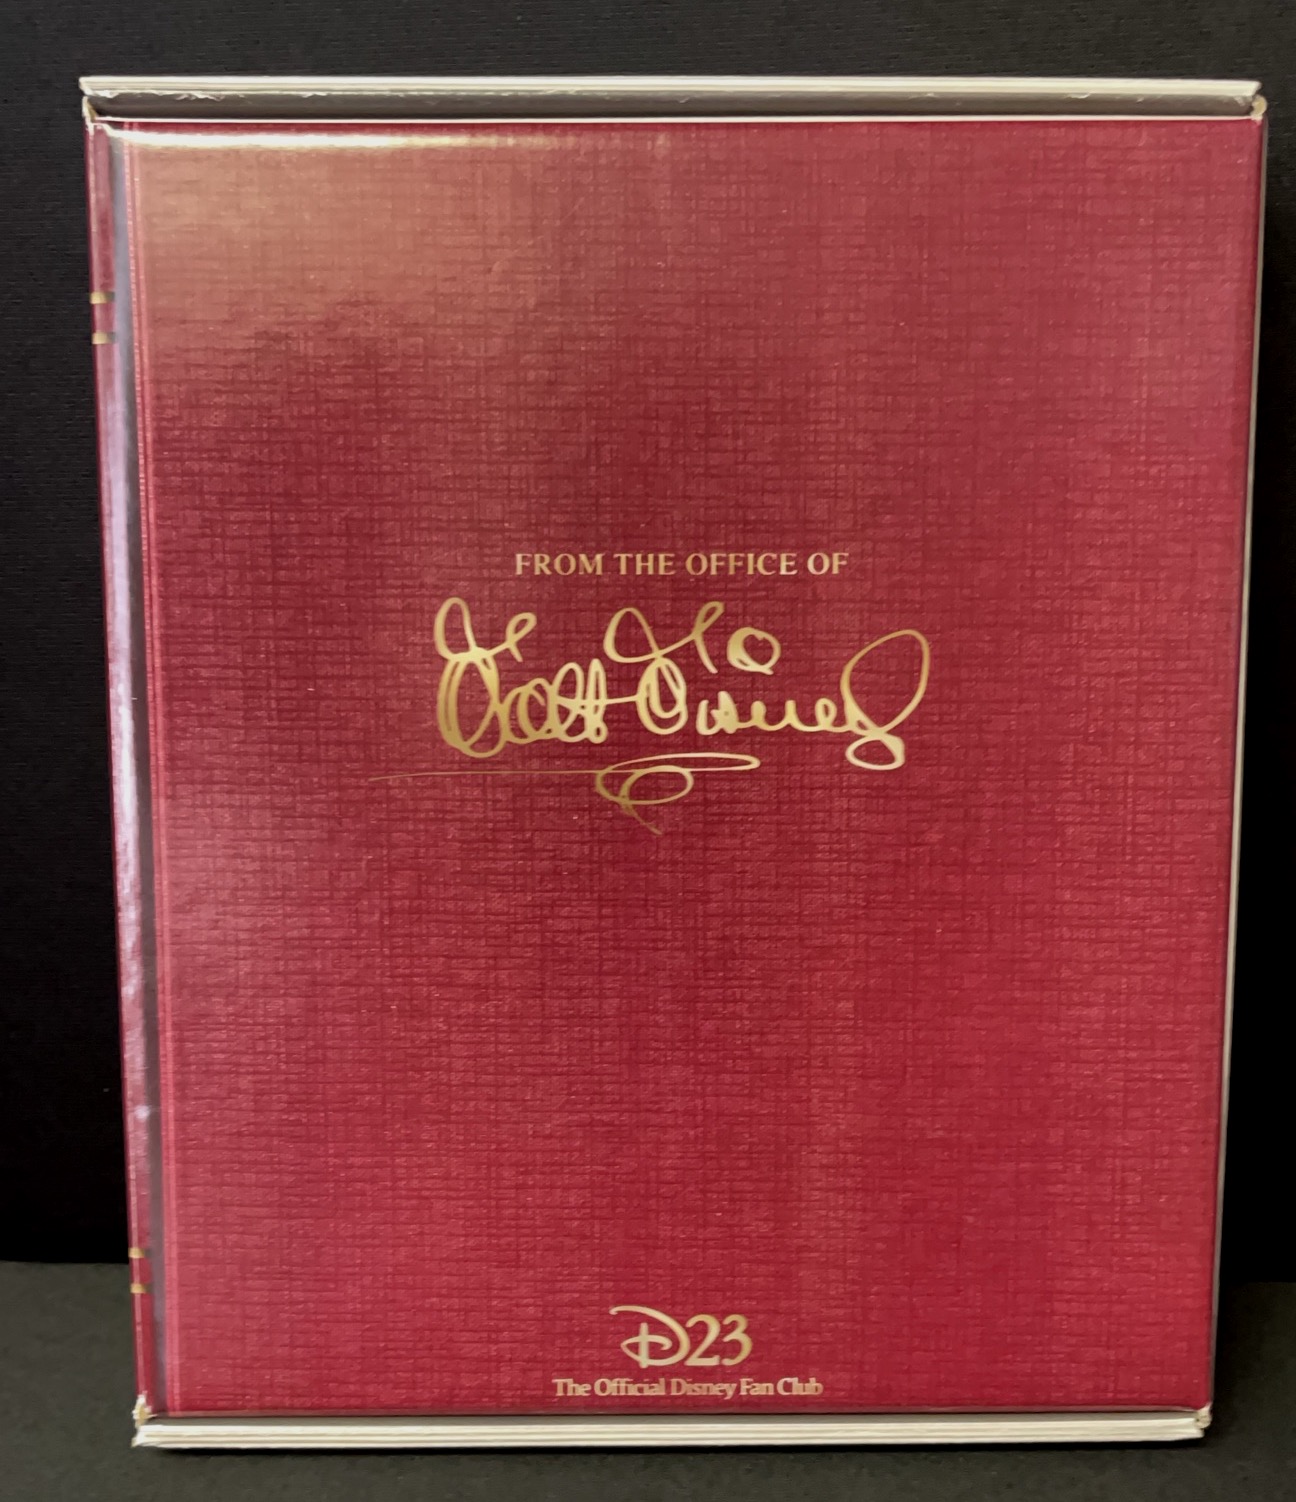 FROM THE OFFICE OF
Walt Disney
D23
The Official Disney Fan Club